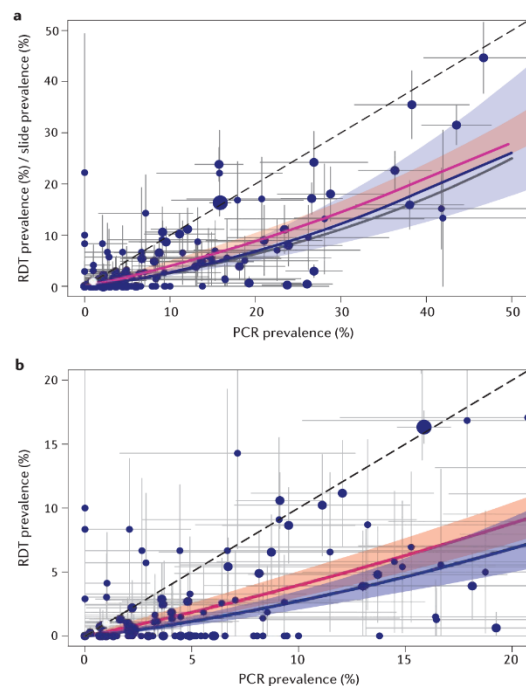 a
50
40
30
20
10
0
RDT prevalence (%) / slide prevalence (%)
0 10 20 30 40 50
PCR prevalence (%)
b
20
15
10
5
0
RDT prevalence (%)
0 5 10 15 20
PCR prevalence (%)